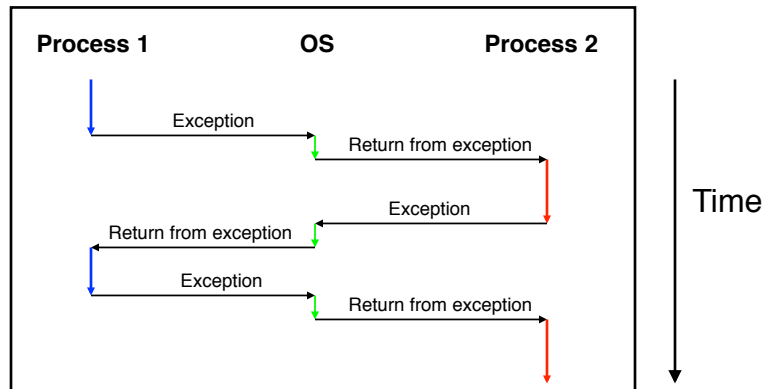 Process 1 OS Process 2
Exception
Return from exception
Exception
Time
Return from exception
Exception
Return from exception